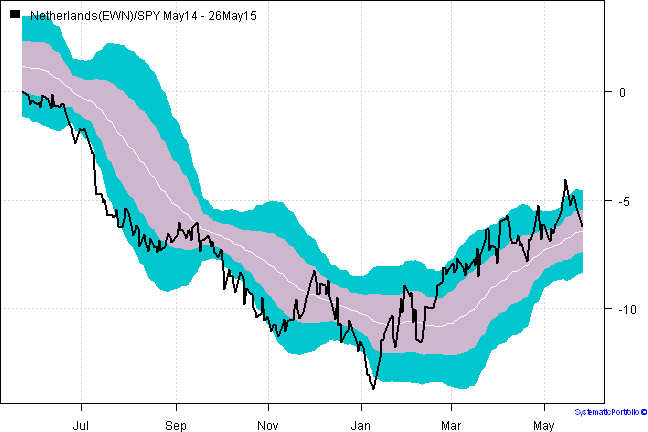 Netherlands(EWN)/SPY May14 - 26May15
0
-5
-10
Jul Sep Nov Jan Mar May
SystematicPortfolio ©